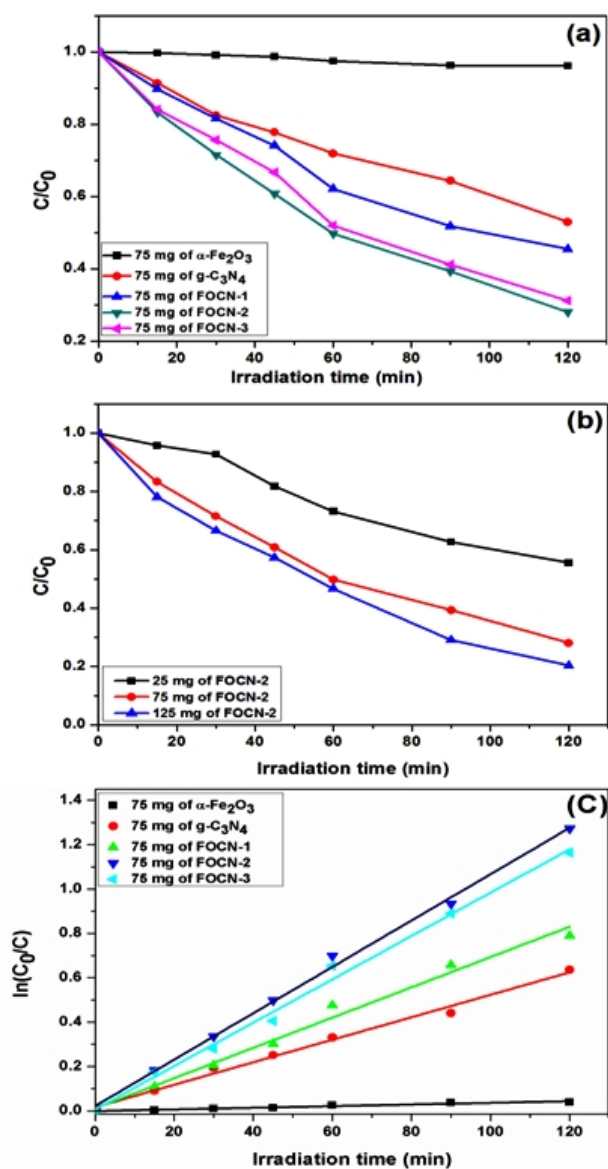 (a)
1.0
0.8
0.6
0.4
0.2
C/C₀
75 mg of α-Fe₂O₃
75 mg of g-C₃N₄
75 mg of FOCN-1
75 mg of FOCN-2
75 mg of FOCN-3
0 20 40 60 80 100 120
Irradiation time (min)
(b)
1.0
0.8
0.6
0.4
0.2
0.0
C/C₀
25 mg of FOCN-2
75 mg of FOCN-2
125 mg of FOCN-2
0 20 40 60 80 100 120
Irradiation time (min)
(C)
1.4
1.2
1.0
0.8
0.6
0.4
0.2
0.0
ln(C₀/C)
75 mg of α-Fe₂O₃
75 mg of g-C₃N₄
75 mg of FOCN-1
75 mg of FOCN-2
75 mg of FOCN-3
0 20 40 60 80 100 120
Irradiation time (min)